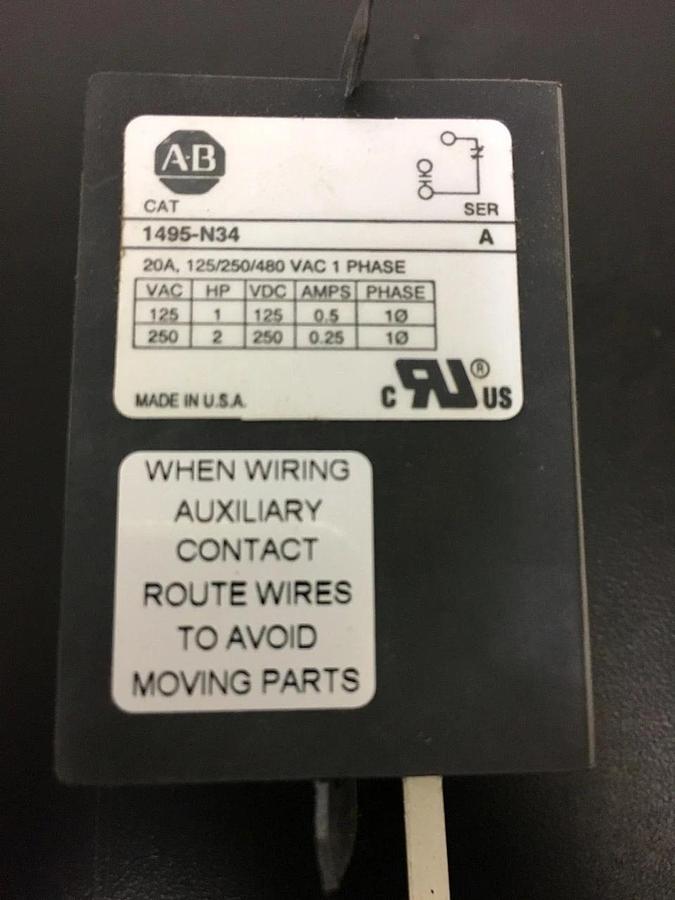 A-B
CAT SER
1495-N34 A
20A, 125/250/480 VAC 1 PHASE
VAC HP VDC AMPS PHASE
125 1 125 0.5 1Ø
250 2 250 0.25 1Ø
MADE IN U.S.A.
C RU ® US
WHEN WIRING
AUXILIARY
CONTACT
ROUTE WIRES
TO AVOID
MOVING PARTS